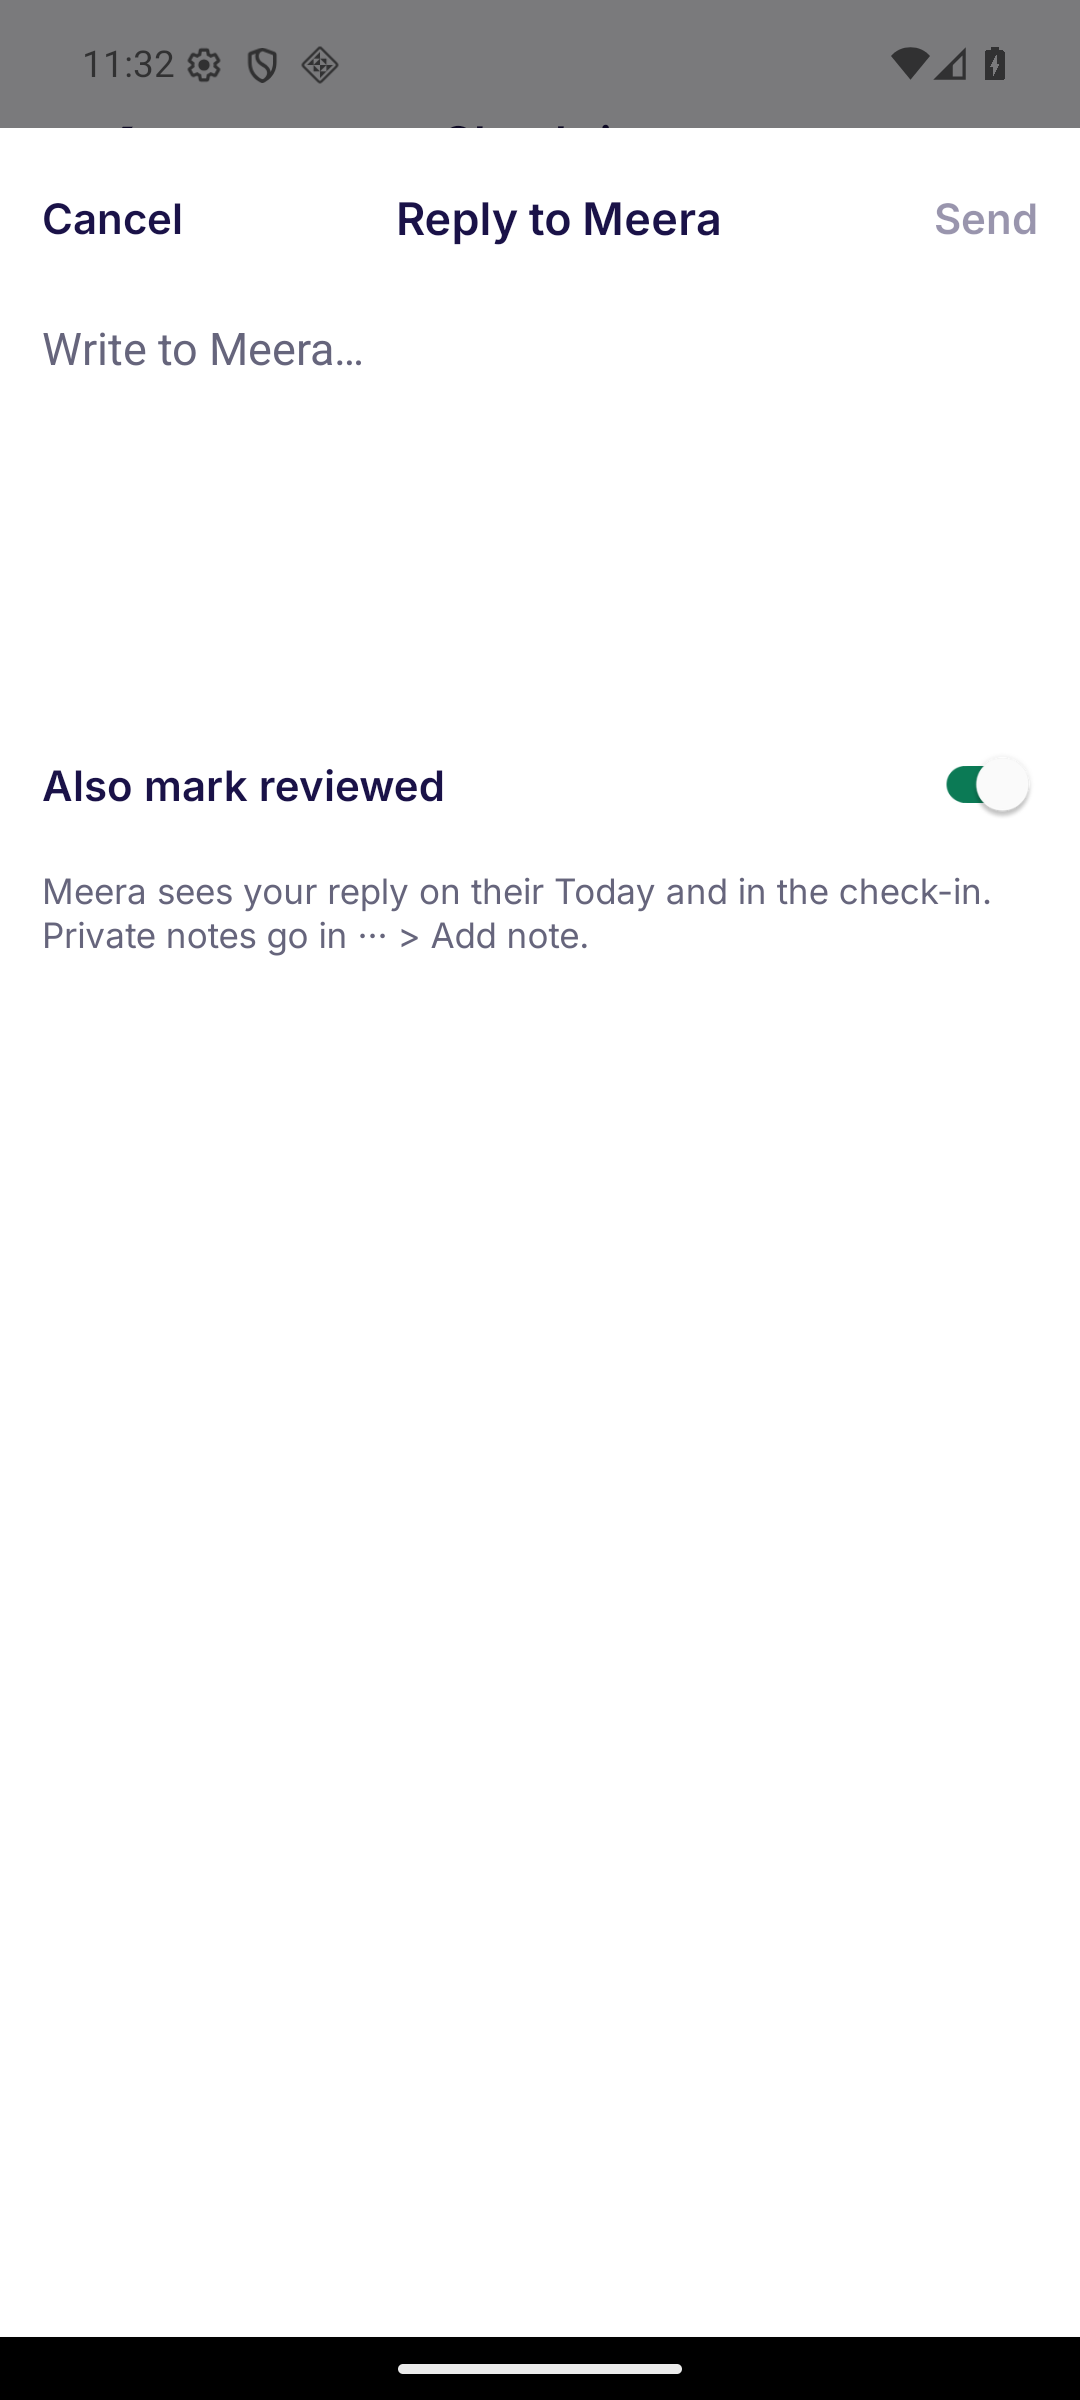 11:32
Cancel
Reply to Meera
Send
Write to Meera…
Also mark reviewed
Meera sees your reply on their Today and in the check-in.
Private notes go in ··· > Add note.